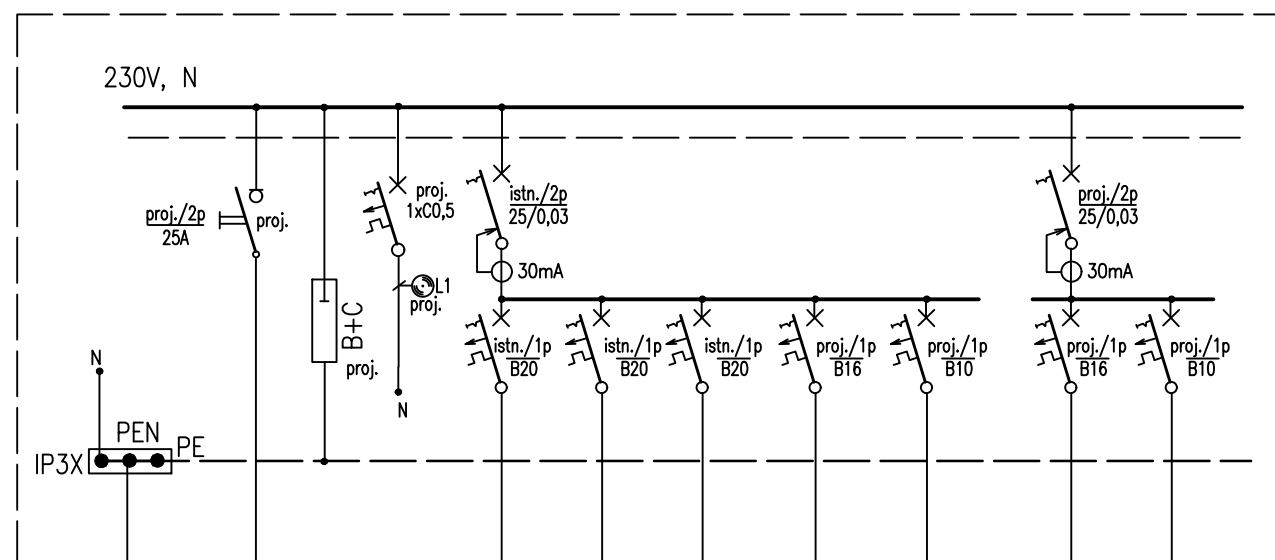 230V, N
proj./2p
25A
proj.
B+C
proj.
proj.
1xC0,5
L1
proj.
N
istn./2p
25/0,03
30mA
istn./1p
B20
istn./1p
B20
istn./1p
B20
proj./1p
B16
proj./1p
B10
proj./2p
25/0,03
30mA
proj./1p
B16
proj./1p
B10
N
PEN
PE
IP3X